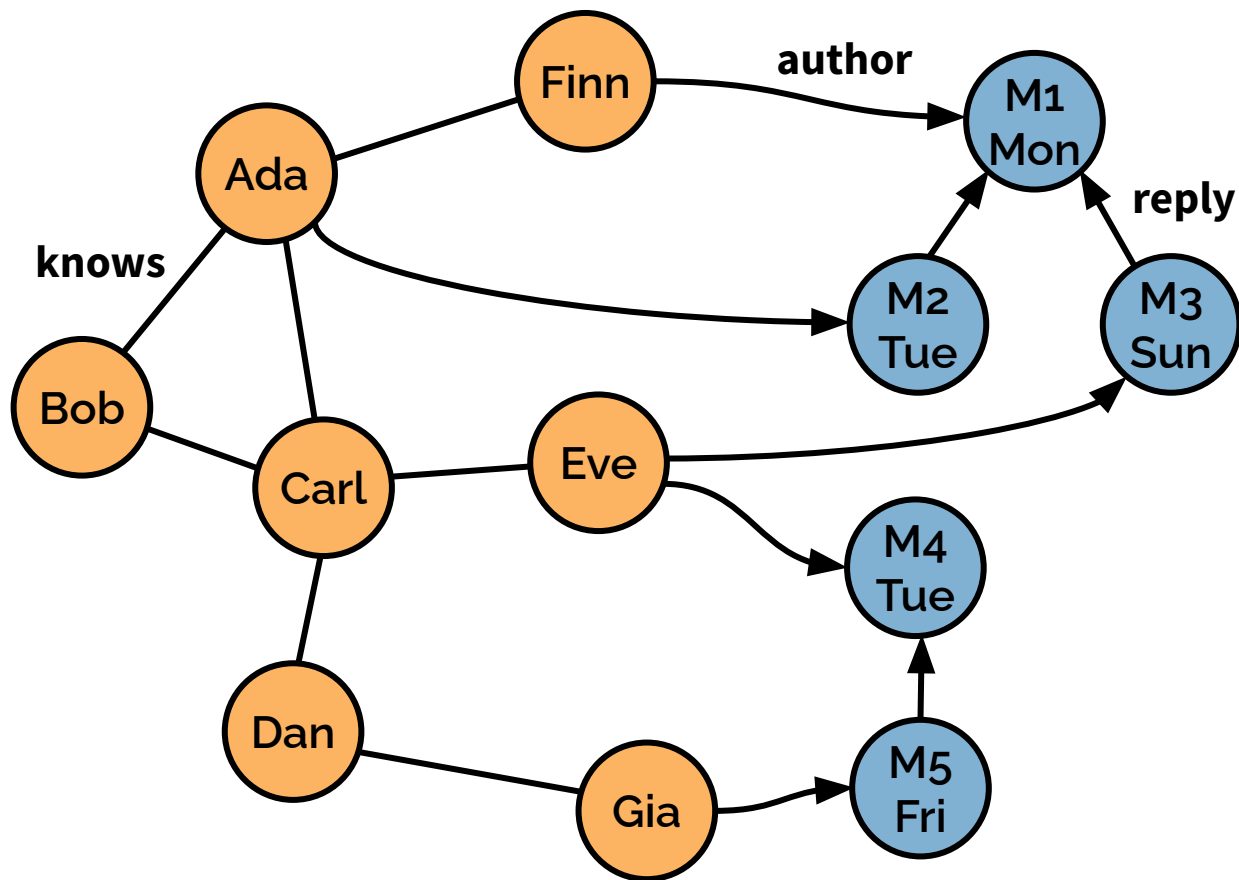 Finn
author
M1
Mon
Ada
reply
knows
M2
Tue
M3
Sun
Bob
Carl
Eve
M4
Tue
Dan
Gia
M5
Fri